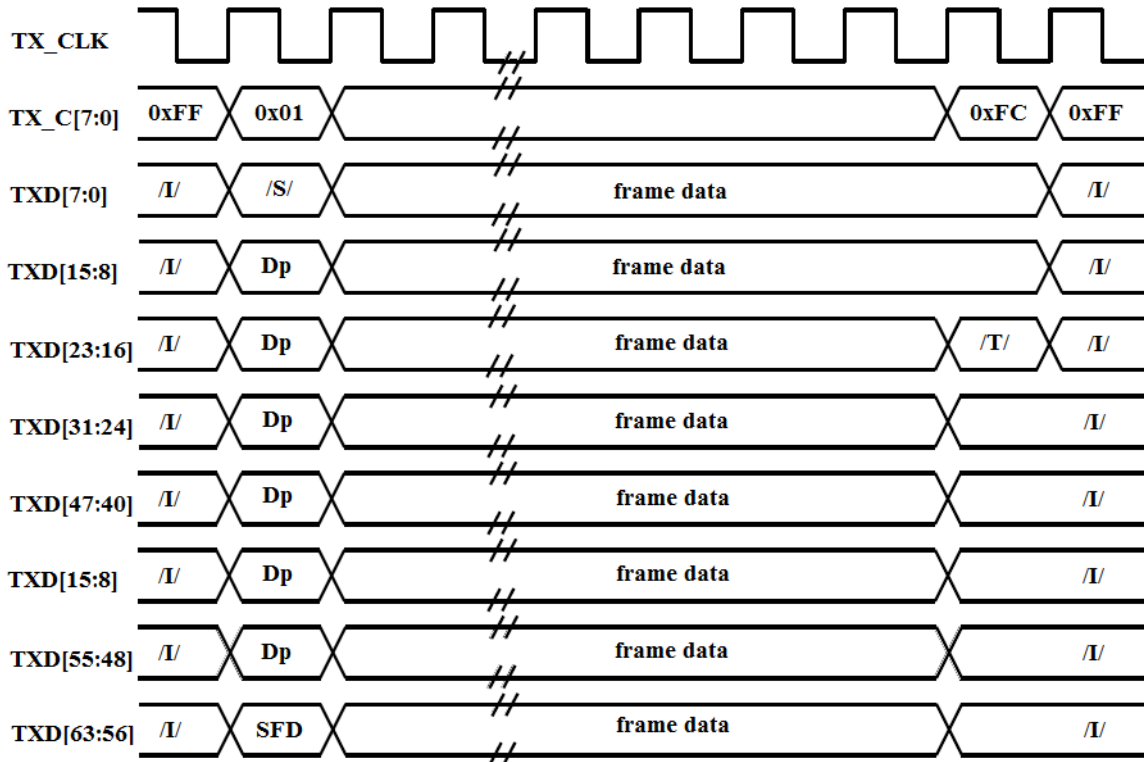 TX_CLK
TX_C[7:0] 0xFF 0x01 0xFC 0xFF
TXD[7:0] /I/ /S/ frame data /I/
TXD[15:8] /I/ Dp frame data /I/
TXD[23:16] /I/ Dp frame data /T/ /I/
TXD[31:24] /I/ Dp frame data /I/
TXD[47:40] /I/ Dp frame data /I/
TXD[15:8] /I/ Dp frame data /I/
TXD[55:48] /I/ Dp frame data /I/
TXD[63:56] /I/ SFD frame data /I/